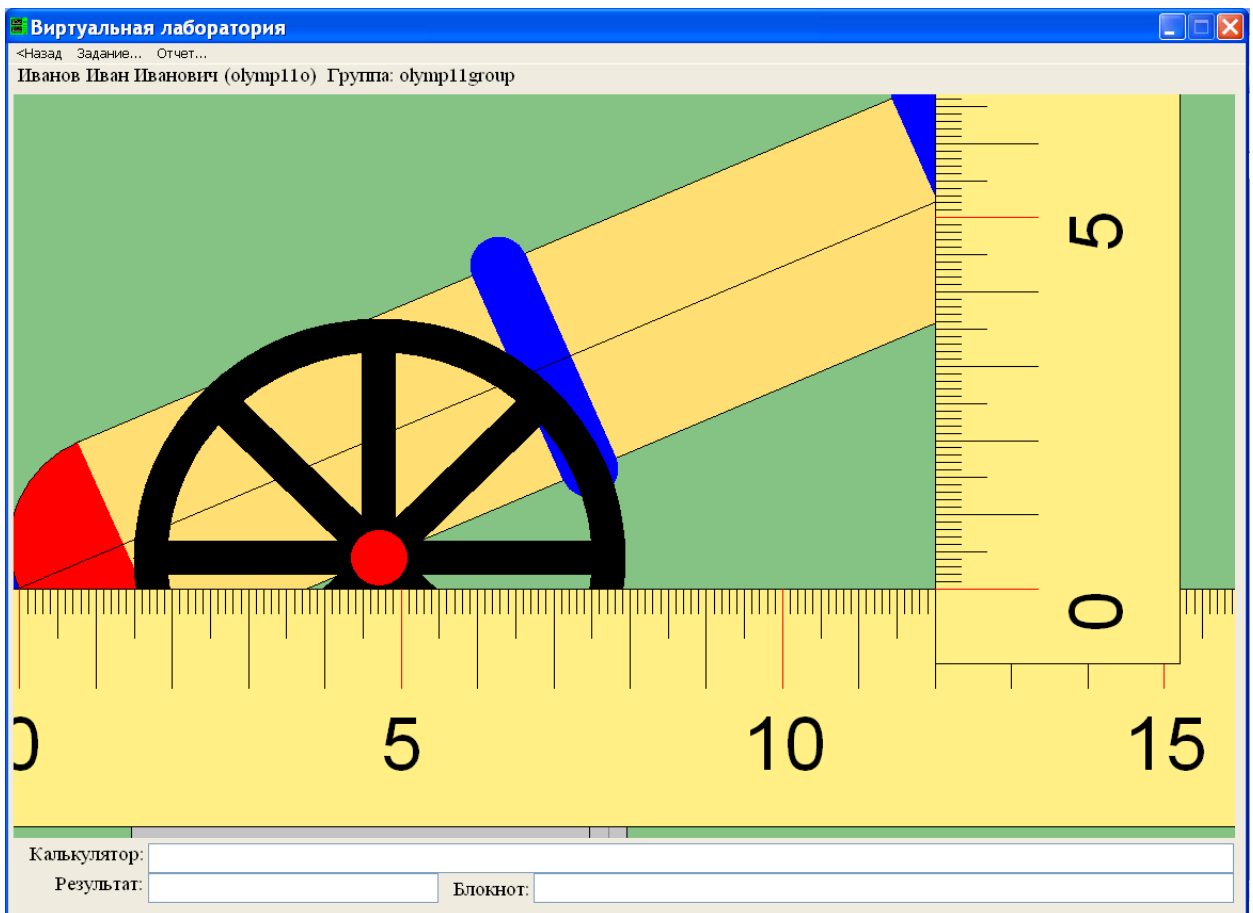 Виртуальная лаборатория
<Назад Задание... Отчет...
Иванов Иван Иванович (olymp11o) Группа: olymp11group
5
0
0 5 10 15
Калькулятор:
Результат: Блокнот: